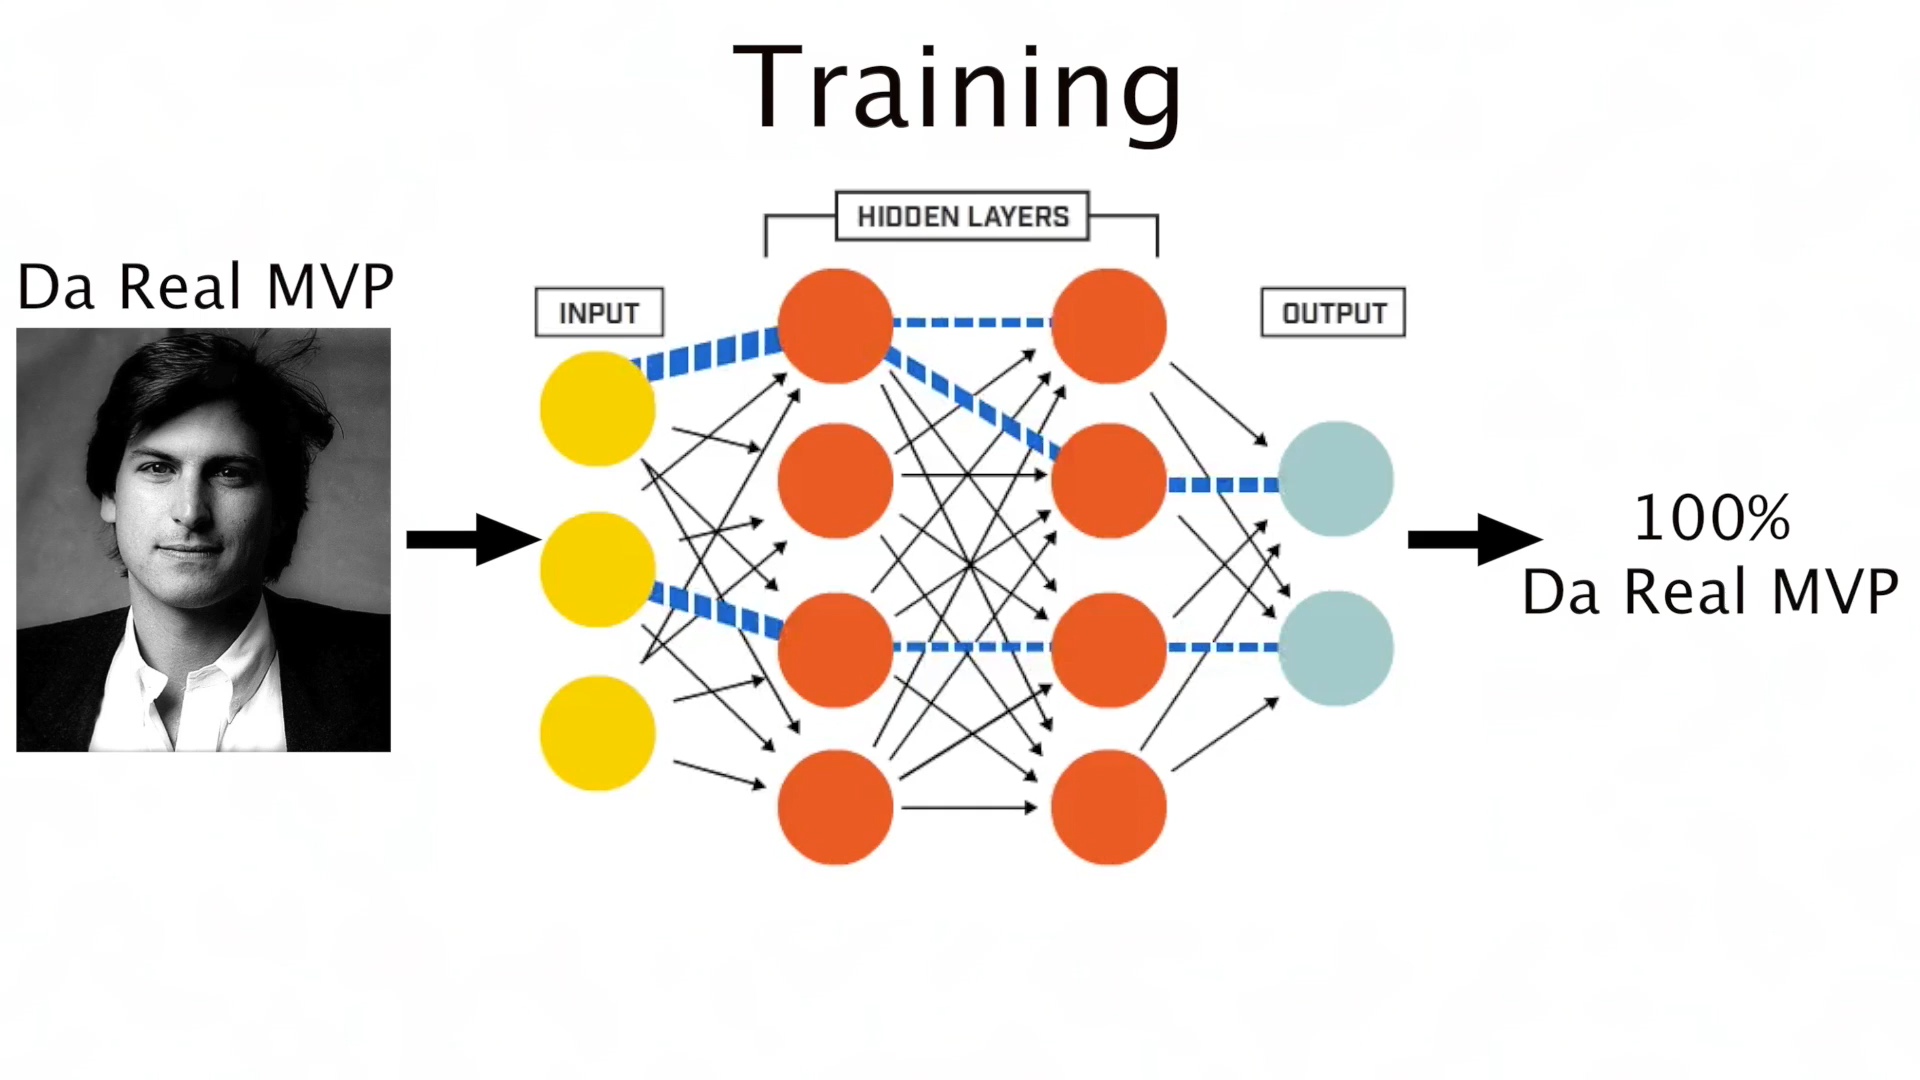 Training
HIDDEN LAYERS
Da Real MVP
INPUT
OUTPUT
100%
Da Real MVP